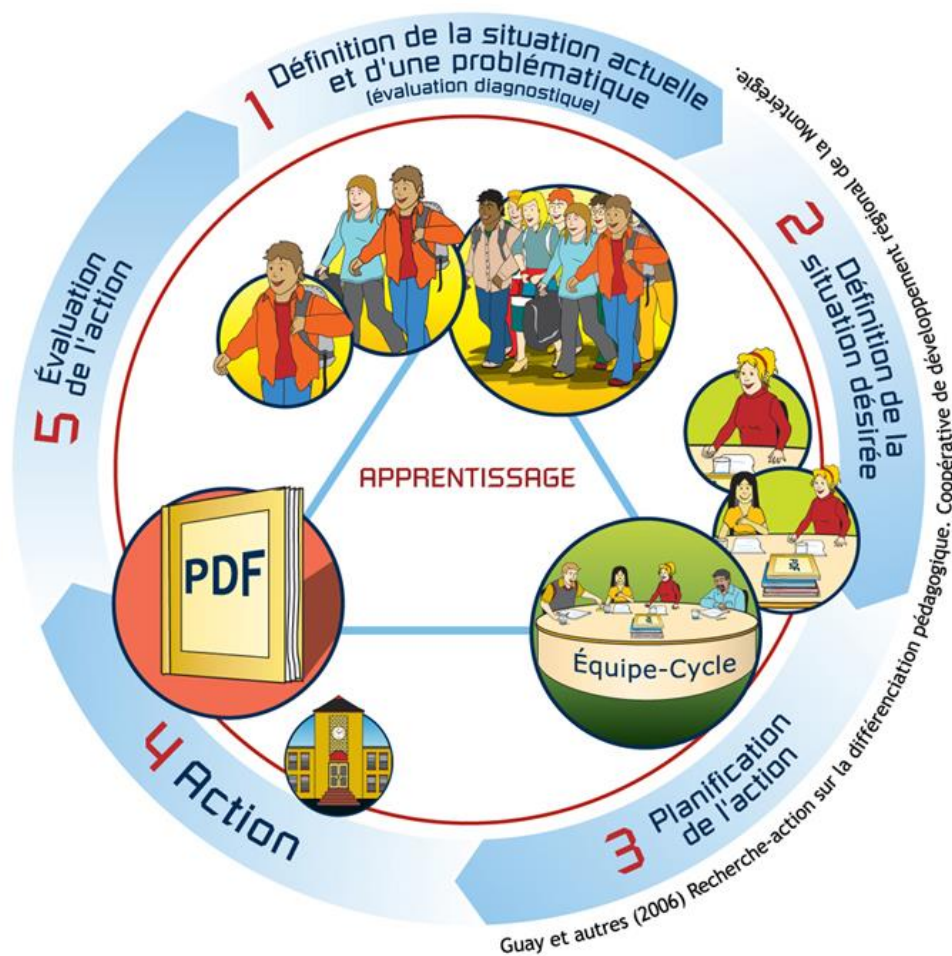 1 Définition de la situation actuelle
et d'une problématique
(évaluation diagnostique)
2 Définition de la
situation désirée
3 Planification
de l'action
4 Action
5 Évaluation
de l'action
APPRENTISSAGE
PDF
Équipe-Cycle
Guay et autres (2006) Recherche-action sur la différenciation pédagogique. Coopérative de développement régional de la Montérégie.